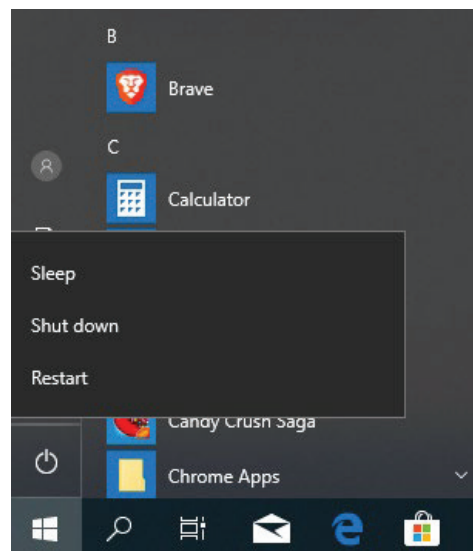 B
Brave
C
Calculator
Sleep
Shut down
Restart
Candy Crush Saga
Chrome Apps